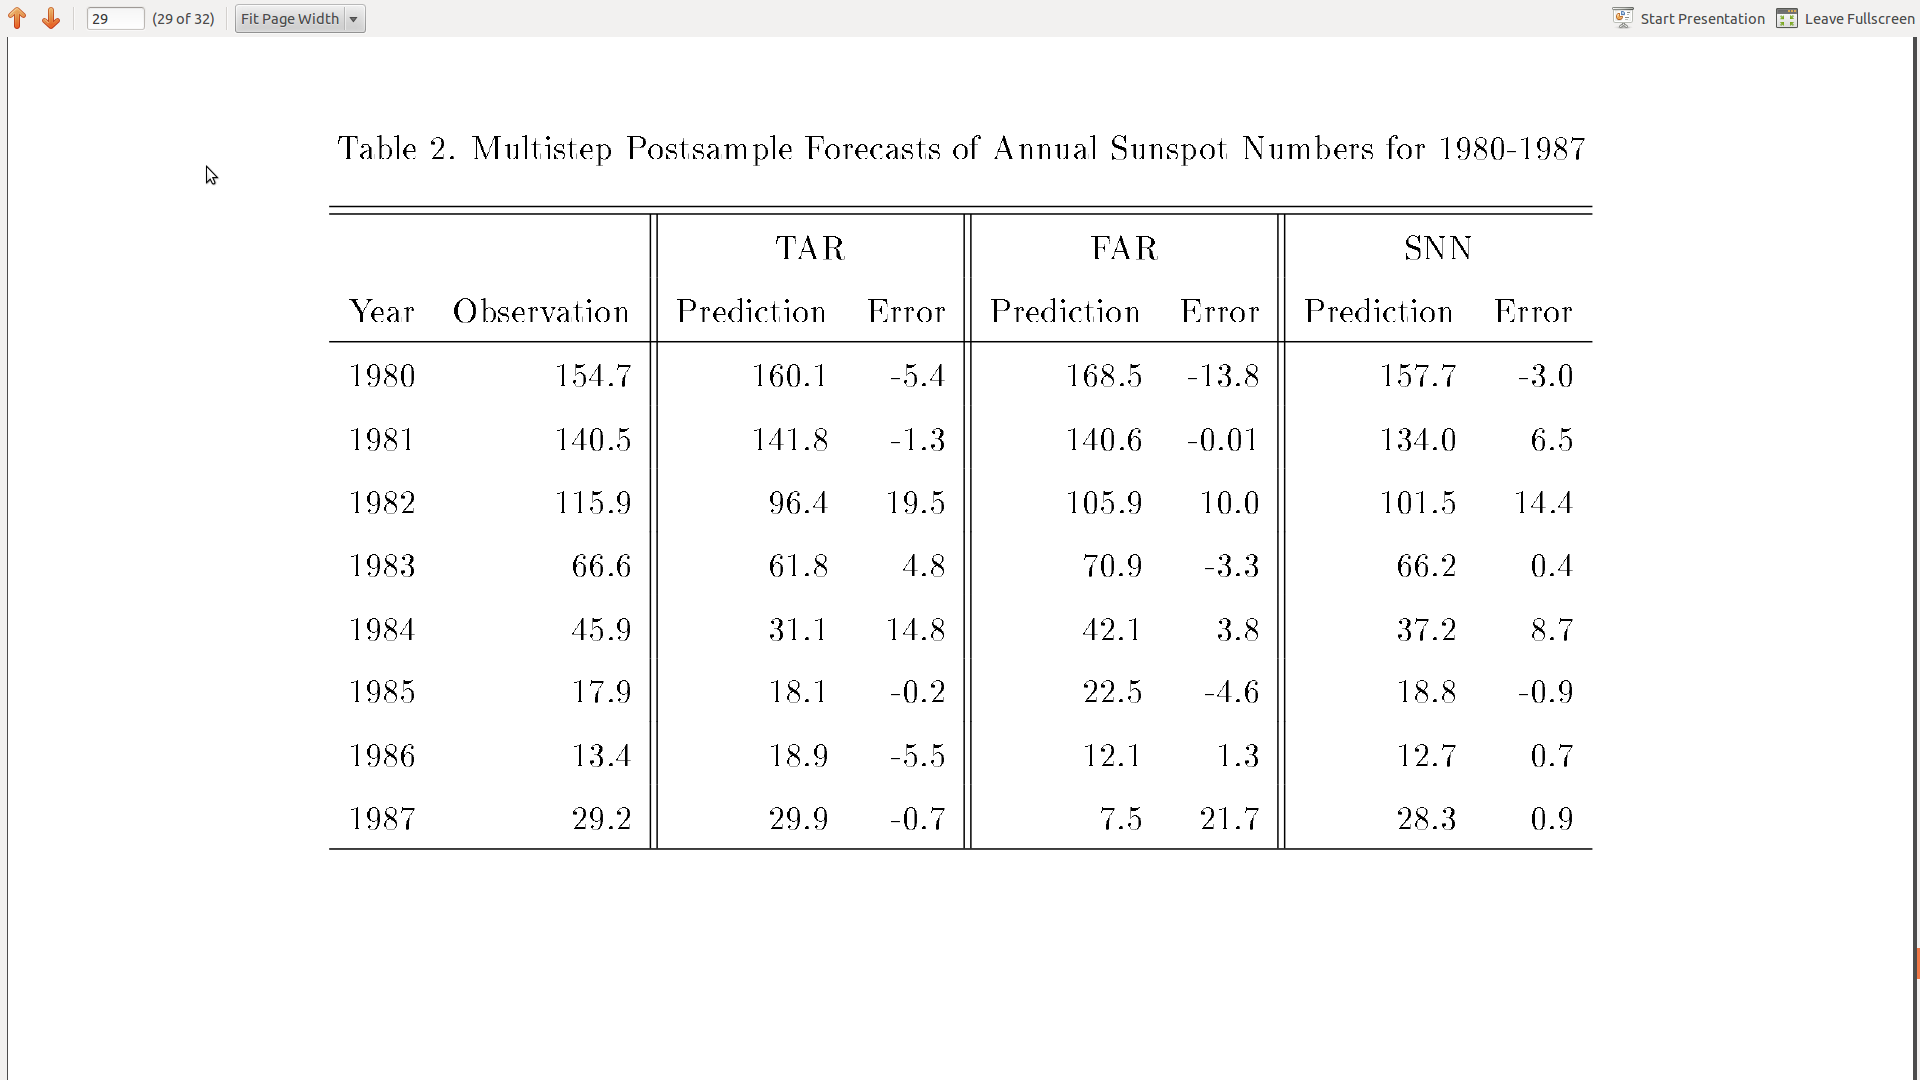 29 (29 of 32) Fit Page Width Start Presentation Leave Fullscreen
Table 2. Multistep Postsample Forecasts of Annual Sunspot Numbers for 1980-1987
TAR FAR SNN
Year Observation Prediction Error Prediction Error Prediction Error
1980 154.7 160.1 -5.4 168.5 -13.8 157.7 -3.0
1981 140.5 141.8 -1.3 140.6 -0.01 134.0 6.5
1982 115.9 96.4 19.5 105.9 10.0 101.5 14.4
1983 66.6 61.8 4.8 70.9 -3.3 66.2 0.4
1984 45.9 31.1 14.8 42.1 3.8 37.2 8.7
1985 17.9 18.1 -0.2 22.5 -4.6 18.8 -0.9
1986 13.4 18.9 -5.5 12.1 1.3 12.7 0.7
1987 29.2 29.9 -0.7 7.5 21.7 28.3 0.9